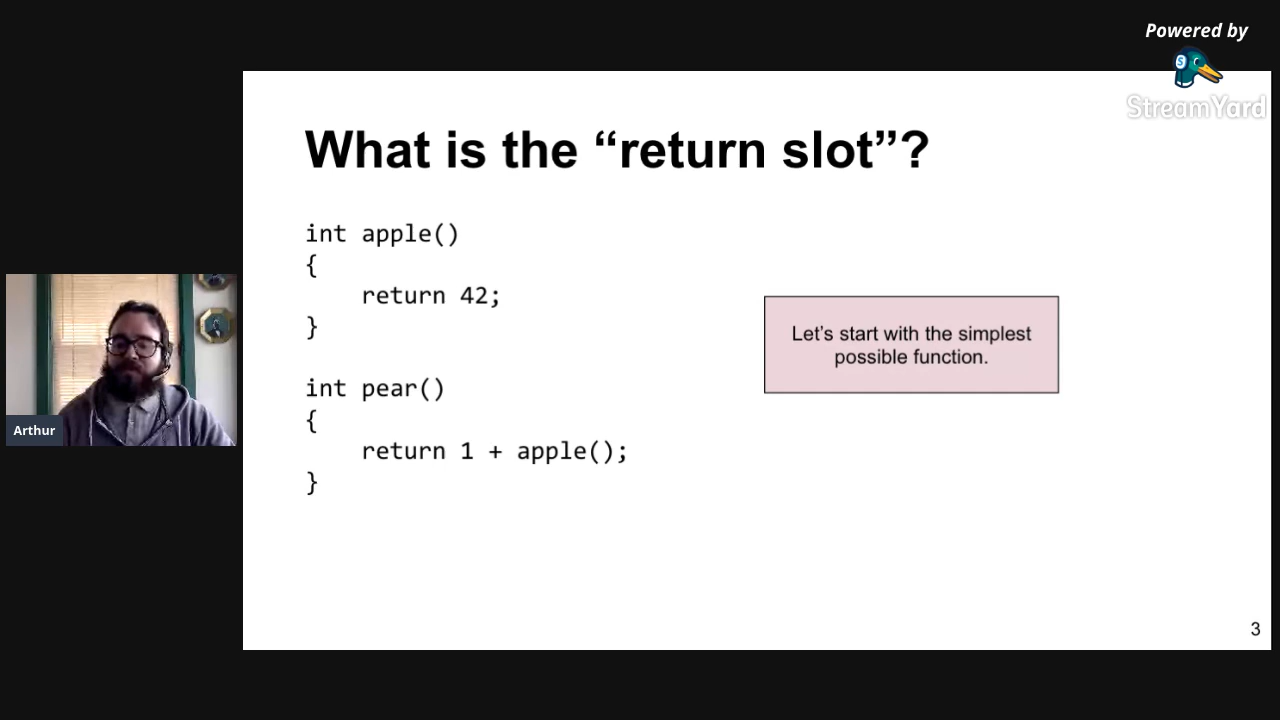 Powered by
StreamYard
What is the “return slot”?
int apple()
{
    return 42;
}
int pear()
{
    return 1 + apple();
}
Let’s start with the simplest
possible function.
Arthur
3